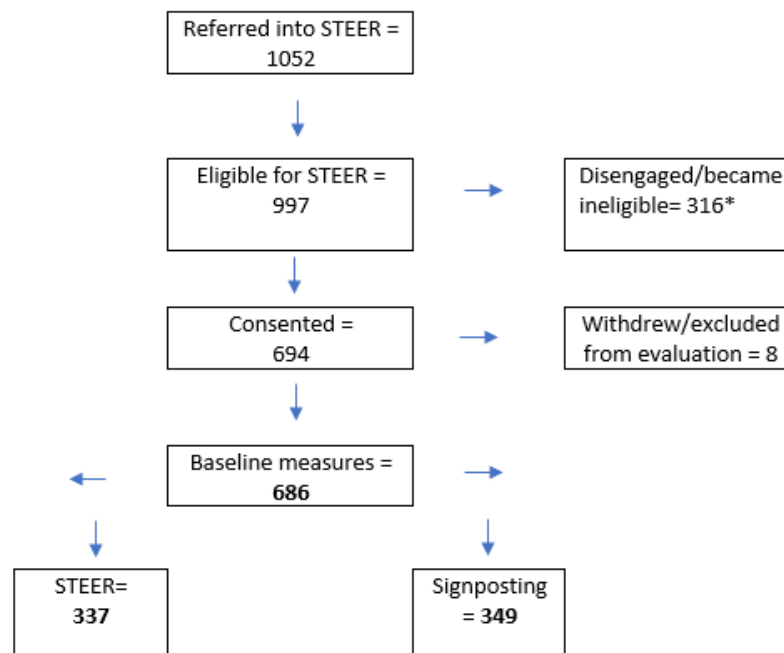 Referred into STEER =
1052
Eligible for STEER =
997
Disengaged/became
ineligible= 316*
Consented =
694
Withdrew/excluded
from evaluation = 8
Baseline measures =
686
STEER=
337
Signposting
= 349